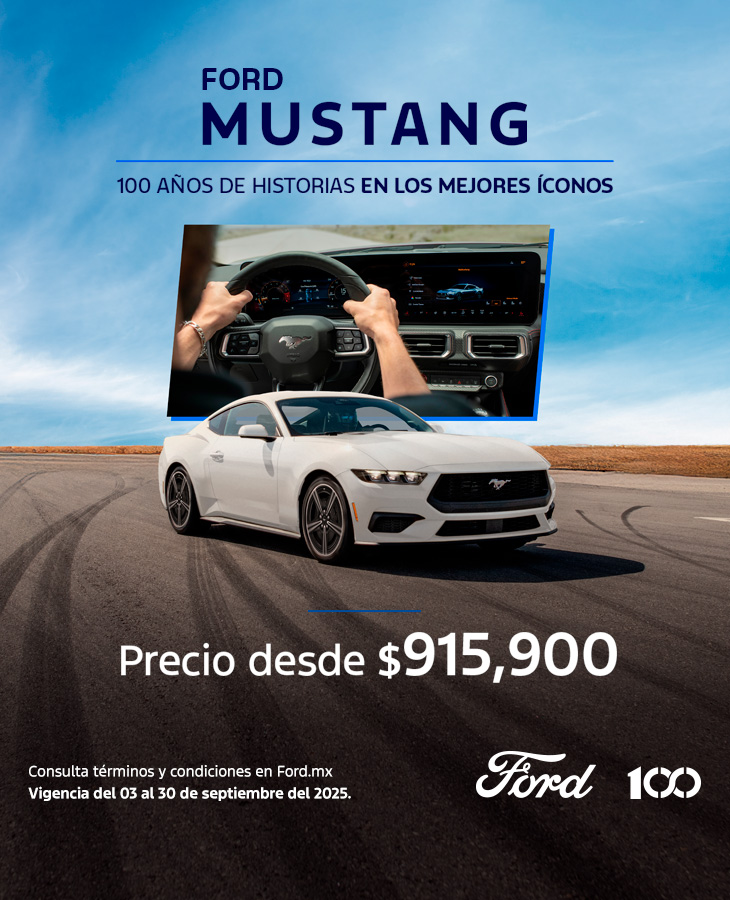 FORD
MUSTANG
100 AÑOS DE HISTORIAS EN LOS MEJORES ÍCONOS
Precio desde $915,900
Consulta términos y condiciones en Ford.mx
Vigencia del 03 al 30 de septiembre del 2025.
Ford 100